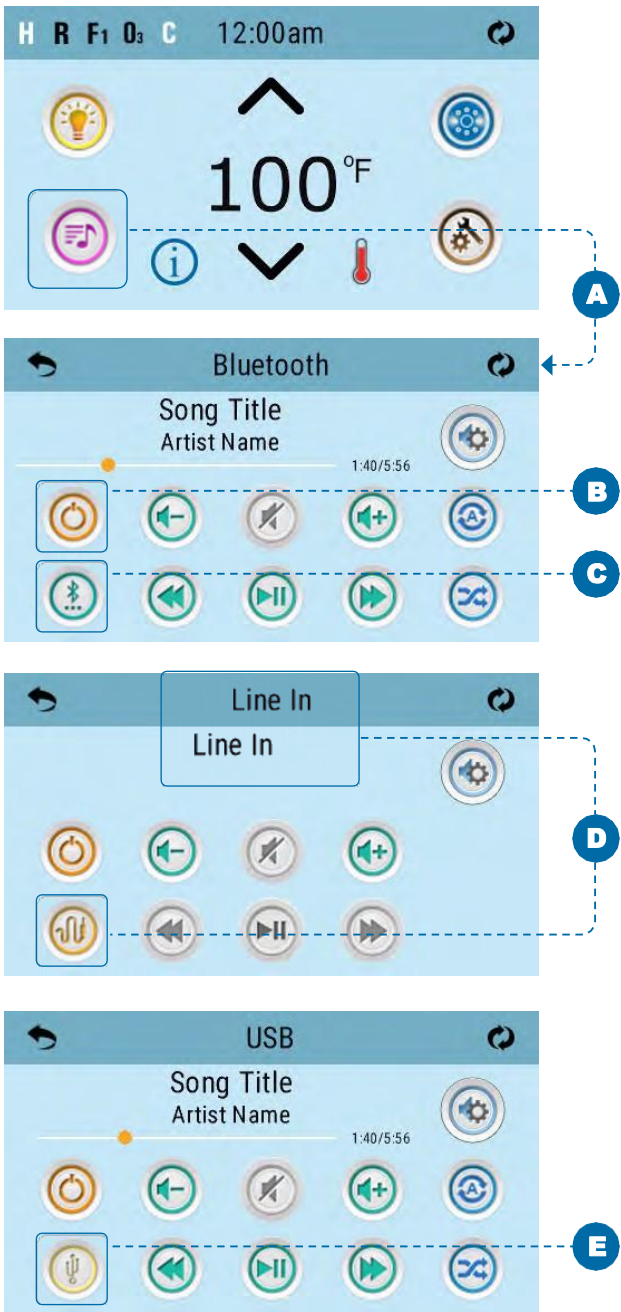 H R F1 O3 C 12:00am
100°F
i
A
Bluetooth
Song Title
Artist Name
1:40/5:56
B
A
C
Line In
Line In
D
USB
Song Title
Artist Name
1:40/5:56
A
E